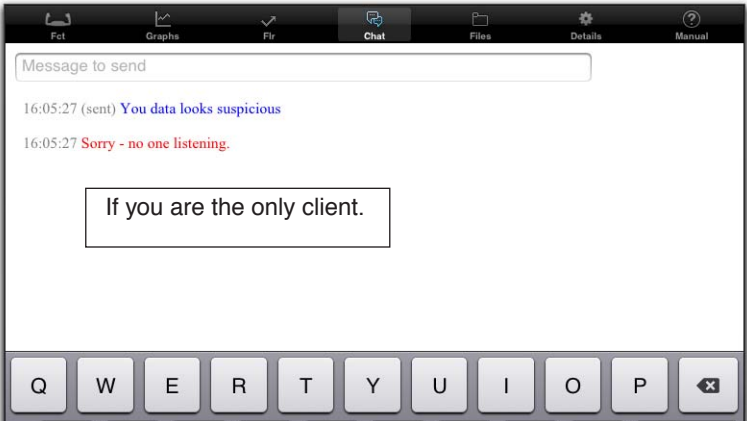 Fct Graphs Flr Chat Files Details Manual
Message to send
16:05:27 (sent) You data looks suspicious
16:05:27 Sorry - no one listening.
If you are the only client.
Q W E R T Y U I O P